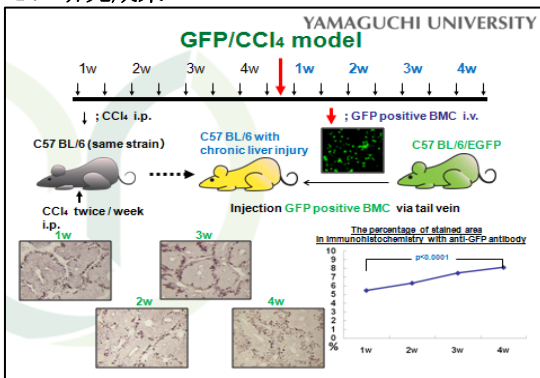 YAMAGUCHI UNIVERSITY
GFP/CCl₄ model
1w 2w 3w 4w 1w 2w 3w 4w
; CCl₄ i.p.
; GFP positive BMC i.v.
C57 BL/6 (same strain)
C57 BL/6 with
chronic liver injury
C57 BL/6/EGFP
CCl₄ twice / week
i.p.
Injection GFP positive BMC via tail vein
1w
3w
2w
4w
The percentage of stained area
in Immunohistochemistry with anti-GFP antibody
p<0.0001
10
9
8
7
6
5
4
3
2
1
0
%
1w 2w 3w 4w